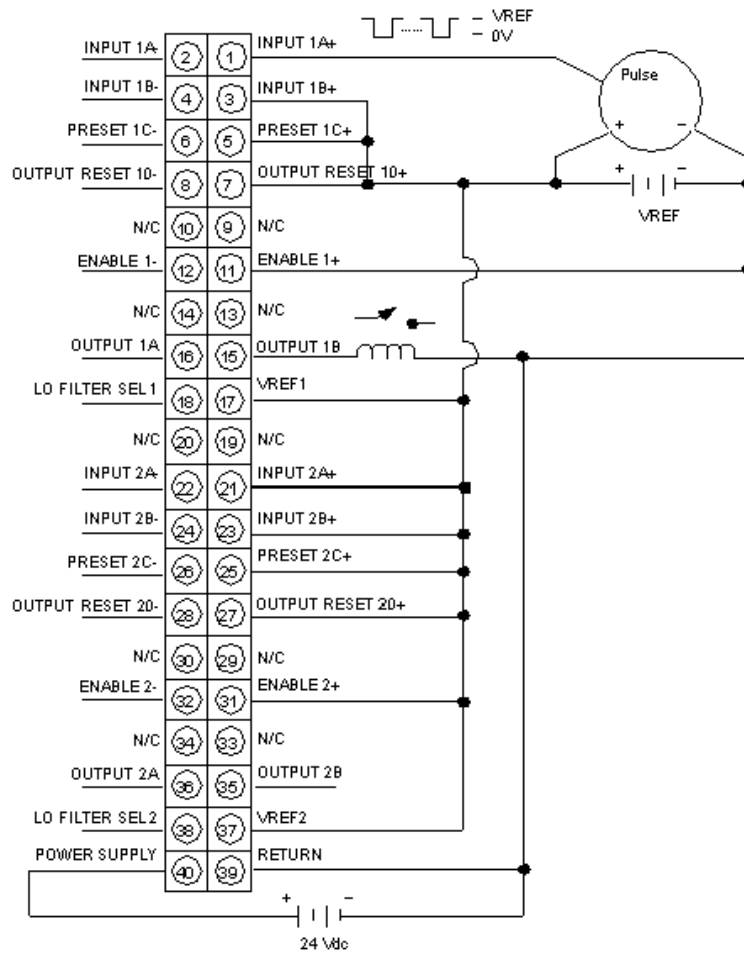 VREF
0V
INPUT 1A- 2 1 INPUT 1A+
Pulse
+ -
INPUT 1B- 4 3 INPUT 1B+
PRESET 1C- 6 5 PRESET 1C+
OUTPUT RESET 10- 8 7 OUTPUT RESET 10+
+ -
VREF
N/C 10 9 N/C
ENABLE 1- 12 11 ENABLE 1+
N/C 14 13 N/C
OUTPUT 1A 16 15 OUTPUT 1B
LO FILTER SEL1 18 17 VREF1
N/C 20 19 N/C
INPUT 2A- 22 21 INPUT 2A+
INPUT 2B- 24 23 INPUT 2B+
PRESET 2C- 26 25 PRESET 2C+
OUTPUT RESET 20- 28 27 OUTPUT RESET 20+
N/C 30 29 N/C
ENABLE 2- 32 31 ENABLE 2+
N/C 34 33 N/C
OUTPUT 2A 36 35 OUTPUT 2B
LO FILTER SEL2 38 37 VREF2
POWER SUPPLY 40 39 RETURN
+ -
24 Vdc